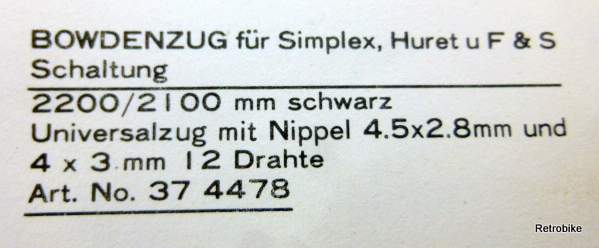 BOWDENZUG für Simplex, Huret u F & S
Schaltung
2200/2100 mm schwarz
Universalzug mit Nippel 4.5x2.8mm und
4 x 3 mm 12 Drahte
Art. No. 37 4478
Retrobike